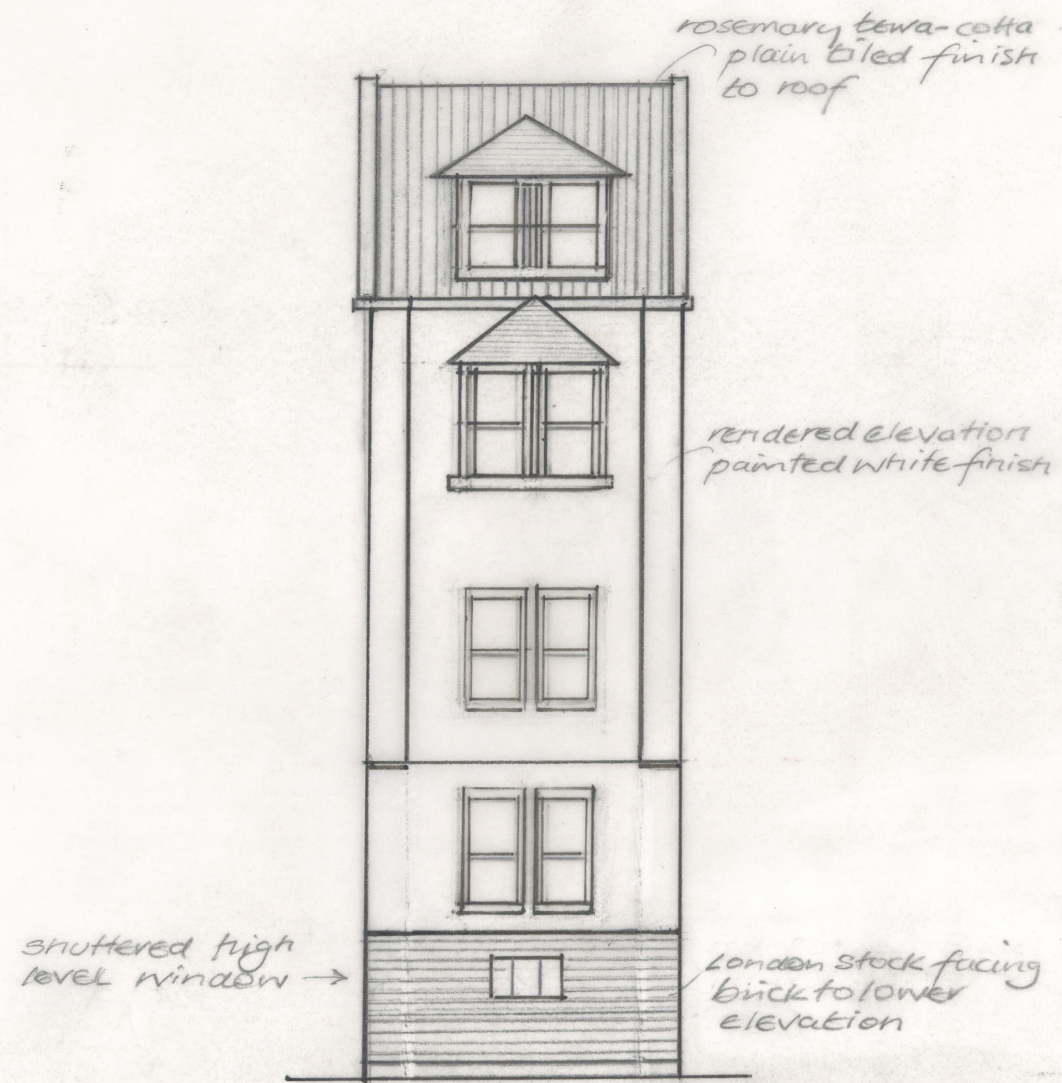 rosemary terra-cotta
plain tiled finish
to roof
rendered elevation
painted white finish
shuttered high
level window →
London stock facing
brick to lower
elevation